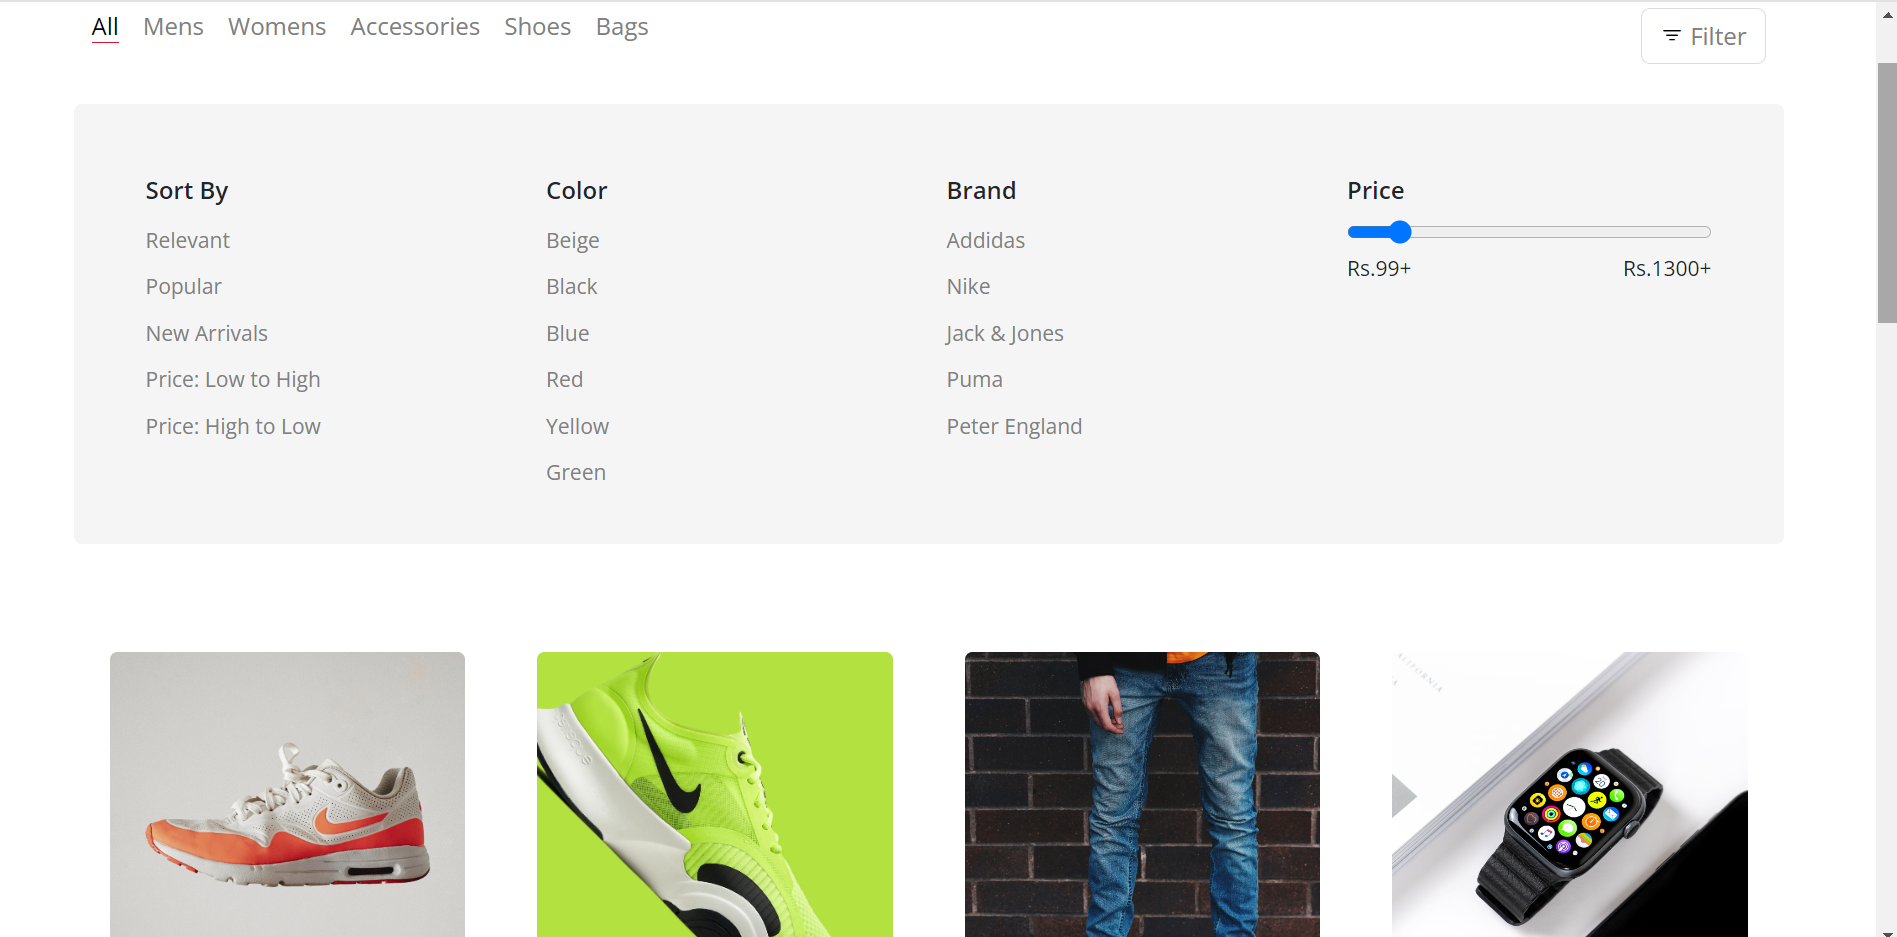 All Mens Womens Accessories Shoes Bags
Filter
Sort By
Relevant
Popular
New Arrivals
Price: Low to High
Price: High to Low
Color
Beige
Black
Blue
Red
Yellow
Green
Brand
Addidas
Nike
Jack & Jones
Puma
Peter England
Price
Rs.99+ Rs.1300+